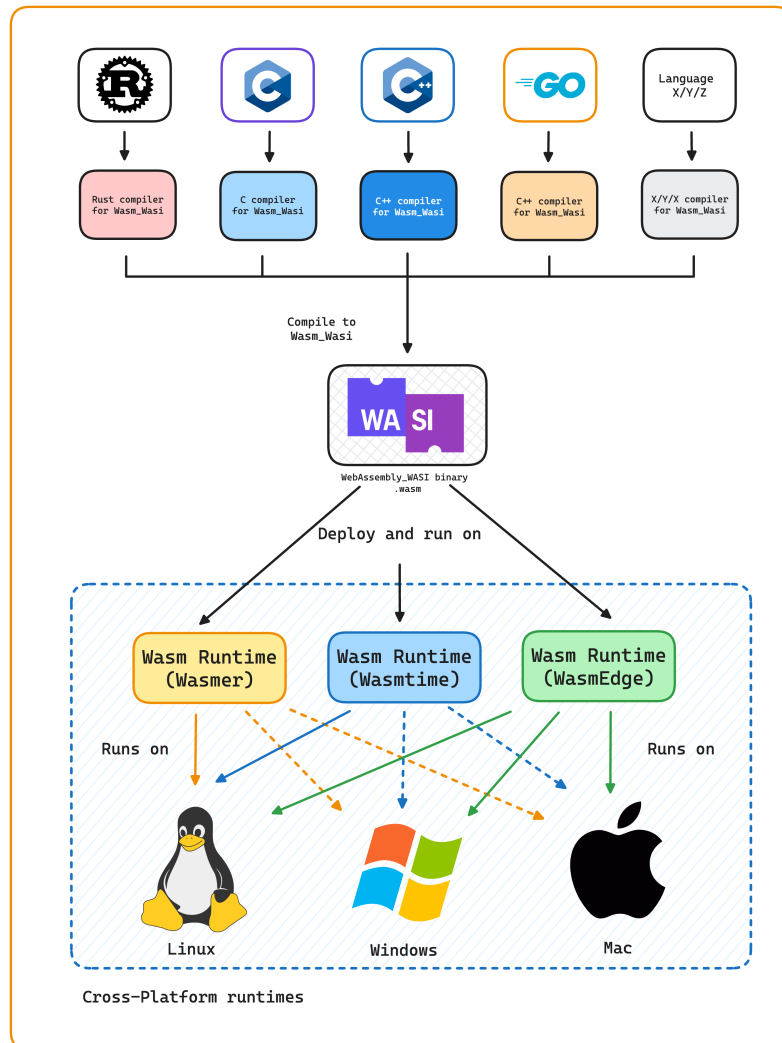 R
C
C++
GO
Language
X/Y/Z
Rust compiler
for Wasm_Wasi
C compiler
for Wasm_Wasi
C++ compiler
for Wasm_Wasi
C++ compiler
for Wasm_Wasi
X/Y/X compiler
for Wasm_Wasi
Compile to
Wasm_Wasi
WA SI
WebAssembly_WASI binary
.wasm
Deploy and run on
Wasm Runtime
(Wasmer)
Wasm Runtime
(Wasmtime)
Wasm Runtime
(WasmEdge)
Runs on
Runs on
Linux
Windows
Mac
Cross-Platform runtimes